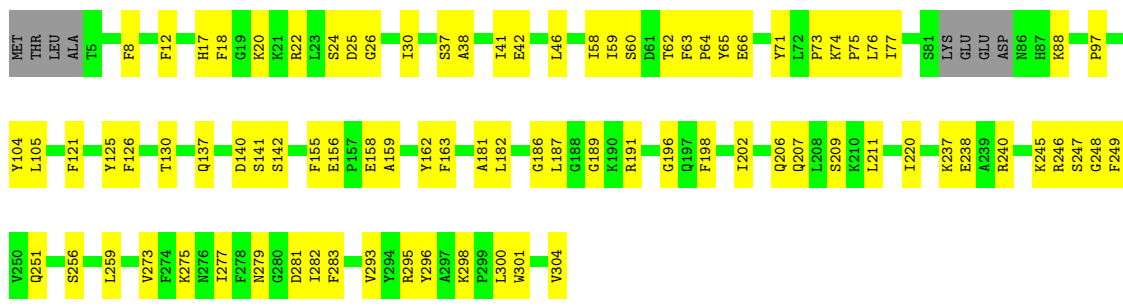 MET THR LEU ALA T5 F8 F12 H17 F18 G19 K20 K21 R22 L23 S24 D25 G26 I30 S37 A38 I41 E42 L46 I58 I59 S60 D61 T62 F63 P64 Y65 E66 Y71 L72 P73 K74 P75 L76 I77 S81 LYS GLU GLU ASP N86 H87 K88 P97
Y104 L105 F121 Y125 F126 T130 Q137 D140 S141 S142 F155 E156 P157 E158 A159 Y162 F163 A181 L182 G186 L187 G188 G189 K190 R191 G196 Q197 F198 I202 Q206 Q207 L208 S209 K210 L211 I220 K237 E238 A239 R240 K245 R246 S247 G248 F249
V250 Q251 S256 L259 V273 F274 K275 N276 I277 F278 N279 G280 D281 I282 F283 V293 Y294 R295 Y296 A297 K298 P299 L300 W301 V304